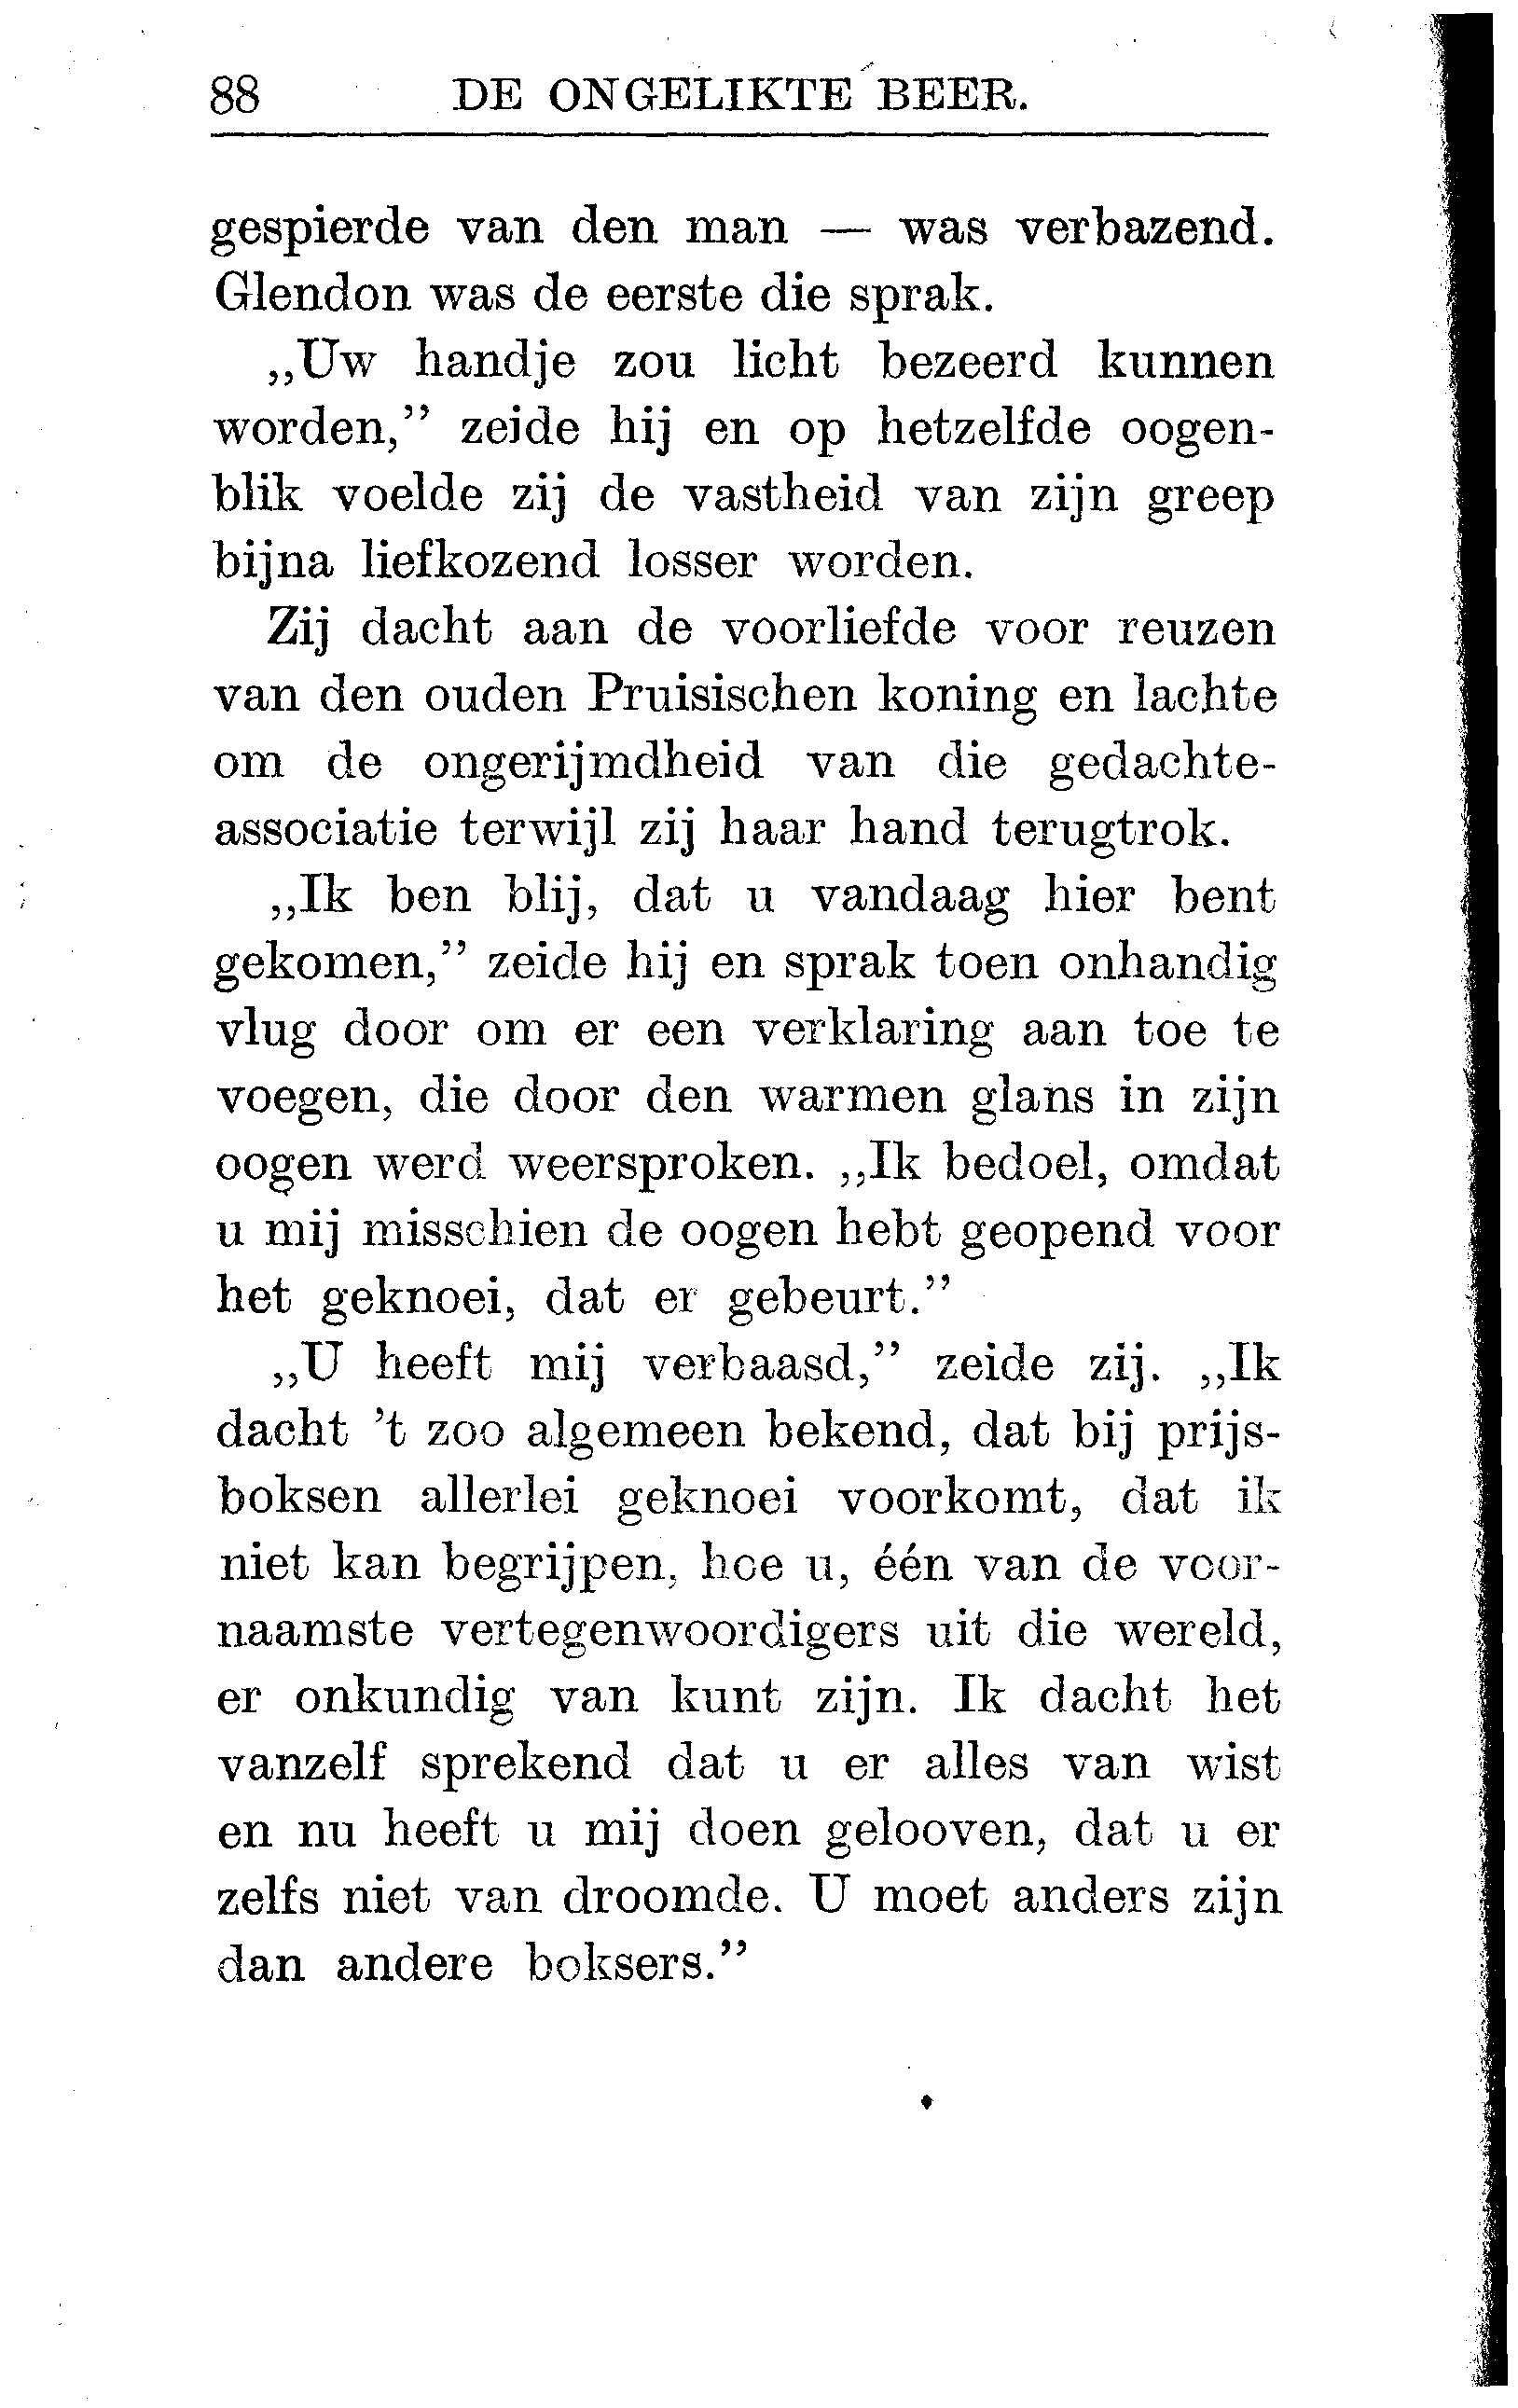 88 DE ONGELIKTE BEER.
gespierde van den man — was verbazend.
Glendon was de eerste die sprak.
„Uw handje zou licht bezeerd kunnen
worden,” zeide hij en op hetzelfde oogen-
blik voelde zij de vastheid van zijn greep
bijna liefkozend losser worden.
Zij dacht aan de voorliefde voor reuzen
van den ouden Pruisischen koning en lachte
om de ongerijmdheid van die gedachte-
associatie terwijl zij haar hand terugtrok.
„Ik ben blij, dat u vandaag hier bent
gekomen,” zeide hij en sprak toen onhandig
vlug door om er een verklaring aan toe te
voegen, die door den warmen glans in zijn
oogen werd weersproken. „Ik bedoel, omdat
u mij misschien de oogen hebt geopend voor
het geknoei, dat er gebeurt.”
„U heeft mij verbaasd,” zeide zij. „Ik
dacht 't zoo algemeen bekend, dat bij prijs-
boksen allerlei geknoei voorkomt, dat ik
niet kan begrijpen, hoe u, één van de voor-
naamste vertegenwoordigers uit die wereld,
er onkundig van kunt zijn. Ik dacht het
vanzelf sprekend dat u er alles van wist
en nu heeft u mij doen gelooven, dat u er
zelfs niet van droomde. U moet anders zijn
dan andere boksers.”